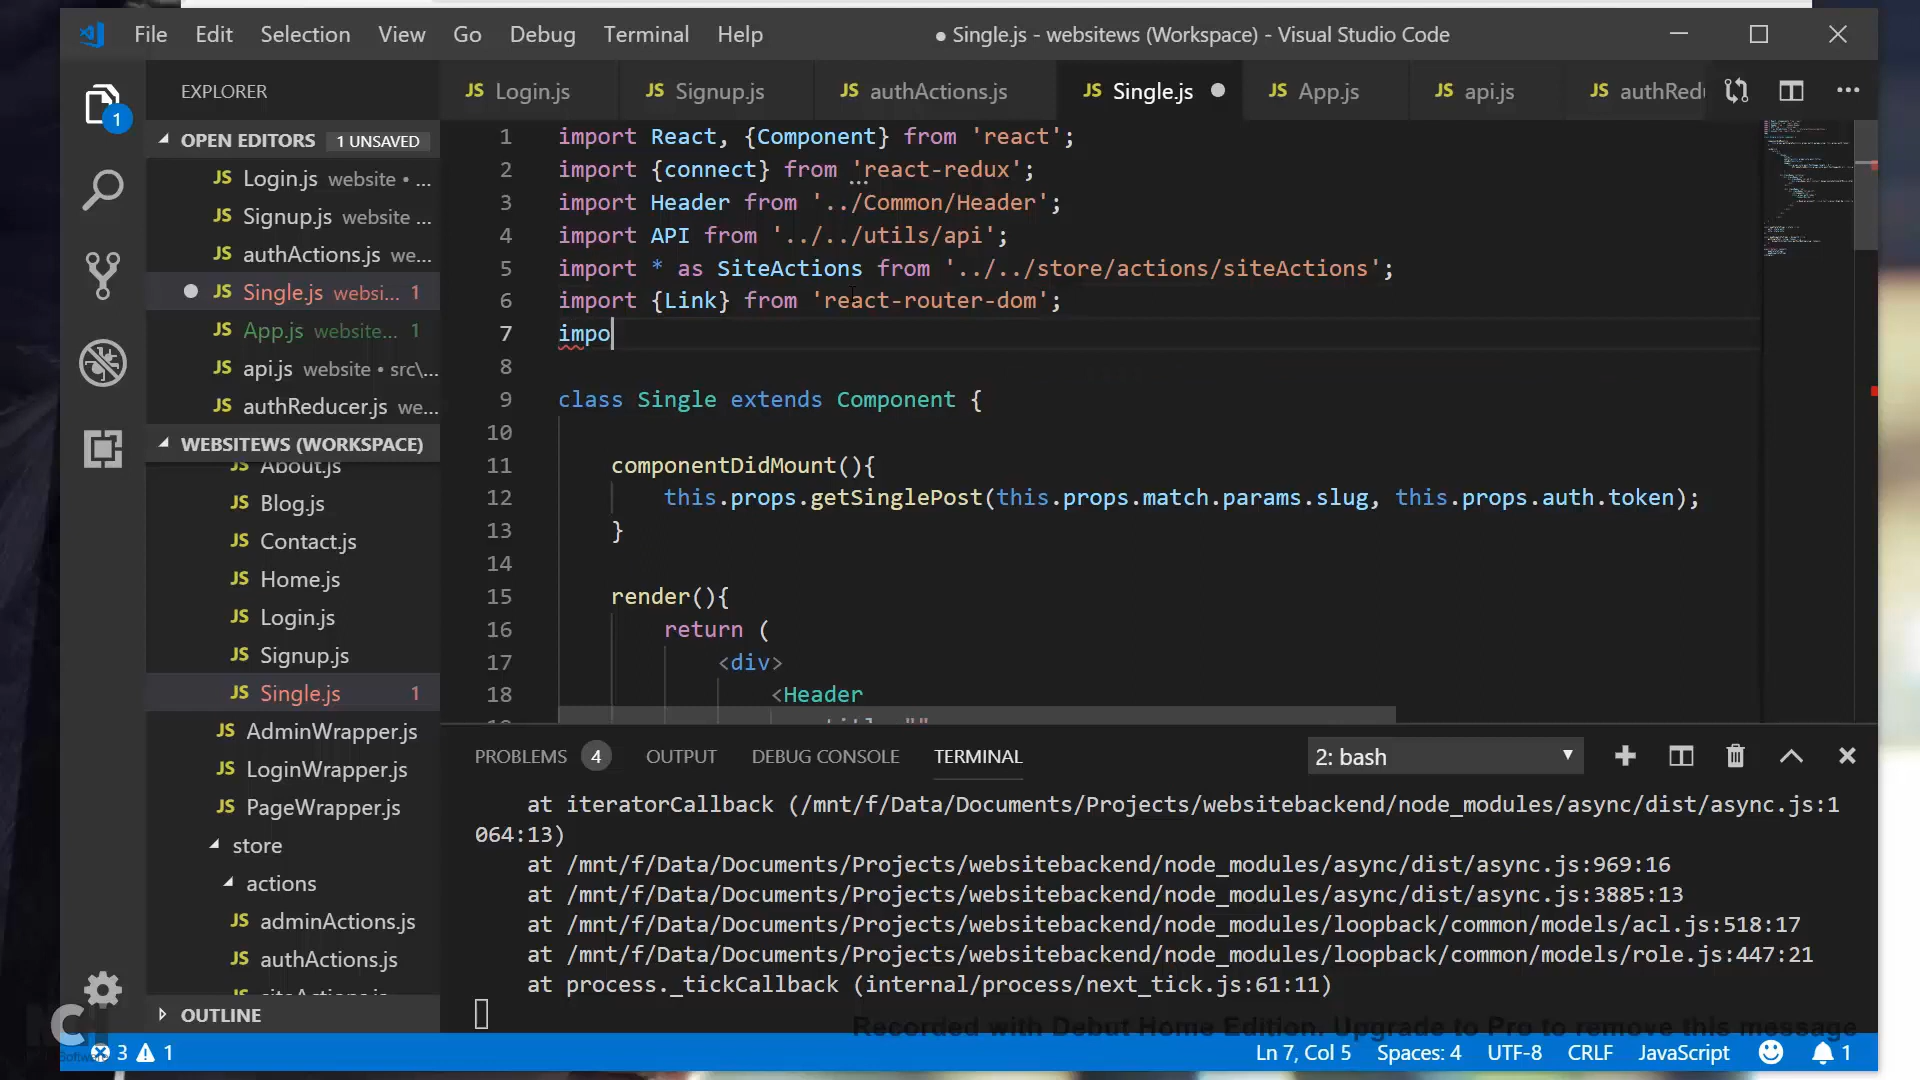 File Edit Selection View Go Debug Terminal Help
● Single.js - websitews (Workspace) - Visual Studio Code
EXPLORER
JS Login.js
JS Signup.js
JS authActions.js
JS Single.js
JS App.js
JS api.js
JS authRedu
1
OPEN EDITORS 1 UNSAVED
JS Login.js website • ...
JS Signup.js website ...
JS authActions.js we...
JS Single.js websi... 1
JS App.js website... 1
JS api.js website • src\...
JS authReducer.js we...
WEBSITEWS (WORKSPACE)
JS About.js
JS Blog.js
JS Contact.js
JS Home.js
JS Login.js
JS Signup.js
JS Single.js 1
JS AdminWrapper.js
JS LoginWrapper.js
JS PageWrapper.js
store
actions
JS adminActions.js
JS authActions.js
JS siteActions.js
OUTLINE
1 import React, {Component} from 'react';
2 import {connect} from 'react-redux';
3 import Header from '../Common/Header';
4 import API from '../../utils/api';
5 import * as SiteActions from '../../store/actions/siteActions';
6 import {Link} from 'react-router-dom';
7 impo
8
9 class Single extends Component {
10
11 componentDidMount(){
12 this.props.getSinglePost(this.props.match.params.slug, this.props.auth.token);
13 }
14
15 render(){
16 return (
17 <div>
18 <Header
title=""
PROBLEMS 4 OUTPUT DEBUG CONSOLE TERMINAL 2: bash
at iteratorCallback (/mnt/f/Data/Documents/Projects/websitebackend/node_modules/async/dist/async.js:1
064:13)
at /mnt/f/Data/Documents/Projects/websitebackend/node_modules/async/dist/async.js:969:16
at /mnt/f/Data/Documents/Projects/websitebackend/node_modules/async/dist/async.js:3885:13
at /mnt/f/Data/Documents/Projects/websitebackend/node_modules/loopback/common/models/acl.js:518:17
at /mnt/f/Data/Documents/Projects/websitebackend/node_modules/loopback/common/models/role.js:447:21
at process._tickCallback (internal/process/next_tick.js:61:11)
Recorded with Debut Home Edition. Upgrade to Pro to remove this message
NCH
Software
3 1
Ln 7, Col 5 Spaces: 4 UTF-8 CRLF JavaScript 1